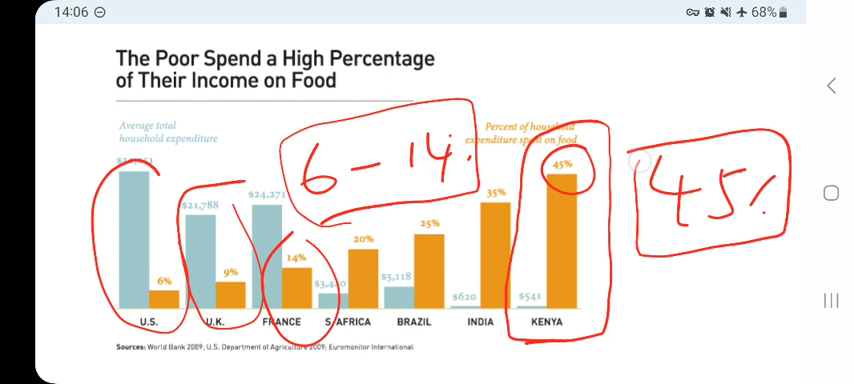 14:06
68%
The Poor Spend a High Percentage
of Their Income on Food
Average total
household expenditure
Percent of household
expenditure spent on food
6 - 14%
45%
$21,788
$24,271
$5,118
$620
$541
6%
9%
14%
20%
25%
35%
45%
U.S.
U.K.
FRANCE
S. AFRICA
BRAZIL
INDIA
KENYA
Sources: World Bank 2009; U.S. Department of Agriculture 2009; Euromonitor International